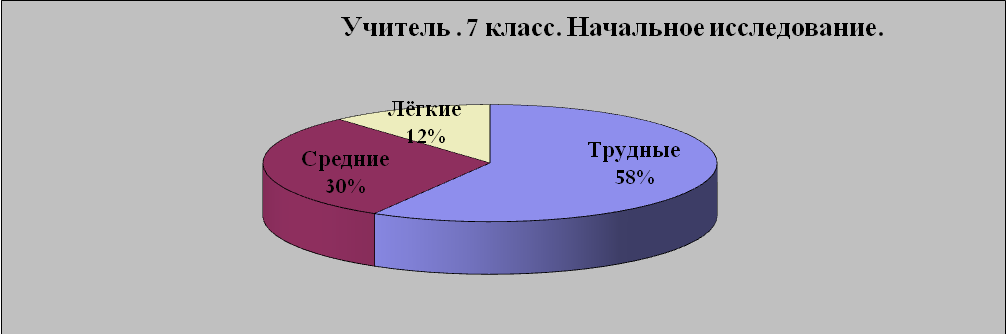 Учитель . 7 класс. Начальное исследование.
Лёгкие
12%
Средние
30%
Трудные
58%